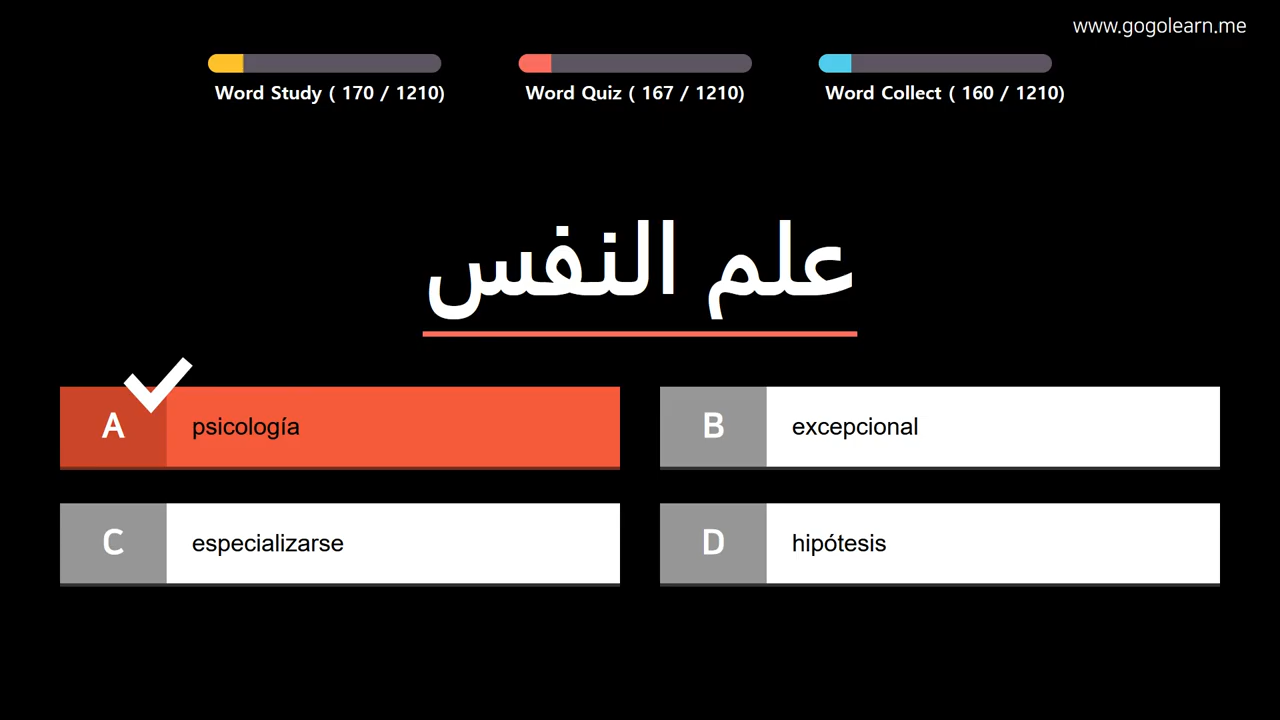 www.gogolearn.me
Word Study ( 170 / 1210)
Word Quiz ( 167 / 1210)
Word Collect ( 160 / 1210)
علم النفس
A psicología
B excepcional
C especializarse
D hipótesis